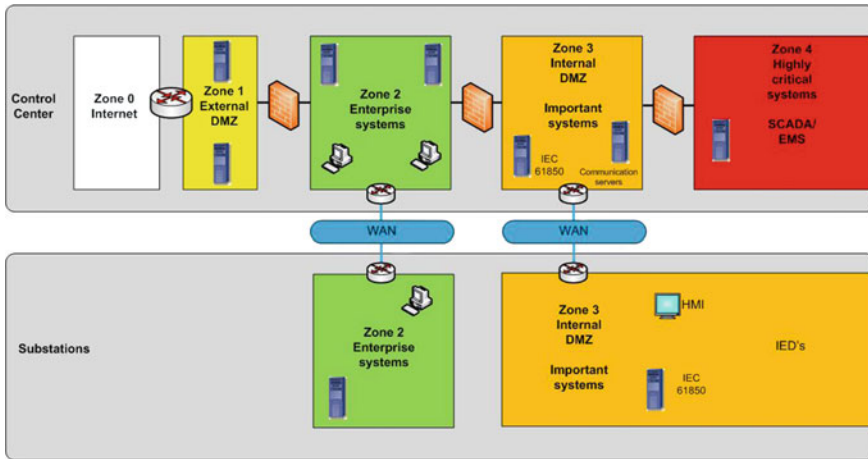 Control
Center
Zone 0
Internet
Zone 1
External
DMZ
Zone 2
Enterprise
systems
Zone 3
Internal
DMZ
Important
systems
IEC
61850
Communication
servers
Zone 4
Highly
critical
systems
SCADA/
EMS
WAN
WAN
Substations
Zone 2
Enterprise
systems
Zone 3
Internal
DMZ
Important
systems
HMI
IEC
61850
IED's